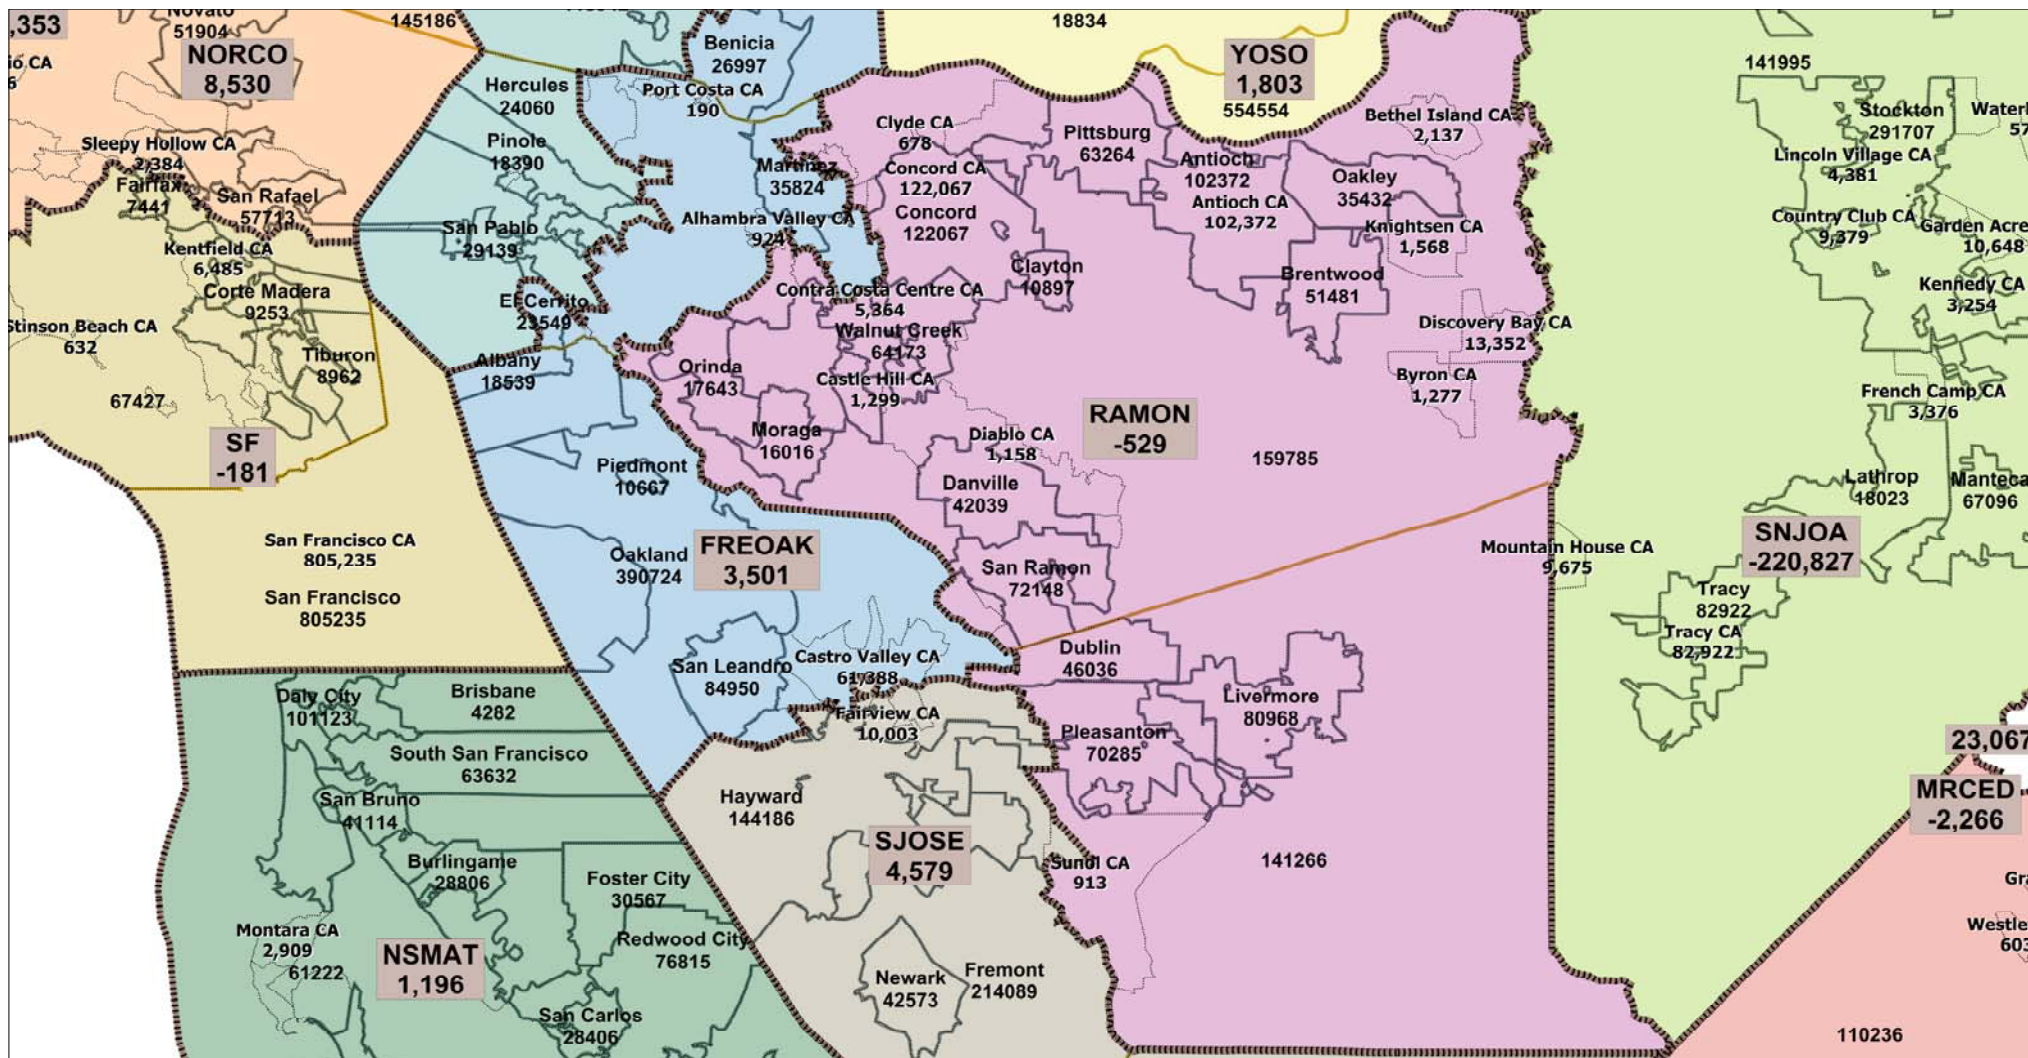 ,353
Novato
51904
NORCO
8,530
145186
Benicia
26997
18834
YOSO
1,803
554554
141995
Hercules
24060
Port Costa CA
190
Pinole
18390
Clyde CA
678
Pittsburg
63264
Bethel Island CA
2,137
Stockton
291707
Sleepy Hollow CA
2,384
Fairfax
7441
San Rafael
57713
Martinez
35824
Concord CA
122,067
Concord
122067
Antioch
102372
Antioch CA
102,372
Oakley
35432
Lincoln Village CA
4,381
Kentfield CA
6,485
San Pablo
29139
Alhambra Valley CA
924
Knightsen CA
1,568
Country Club CA
9,379
Garden Acre
10,648
Corte Madera
9253
El Cerrito
23549
Contra Costa Centre CA
5,364
Clayton
10897
Brentwood
51481
Kennedy CA
3,254
Stinson Beach CA
632
Tiburon
8962
Walnut Creek
64173
Discovery Bay CA
13,352
Albany
18539
Orinda
17643
Castle Hill CA
1,299
Byron CA
1,277
French Camp CA
3,376
67427
SF
-181
Moraga
16016
RAMON
-529
Diablo CA
1,158
159785
Piedmont
10667
Danville
42039
Lathrop
18023
Manteca
67096
San Francisco CA
805,235
San Francisco
805235
Oakland
390724
FREOAK
3,501
San Ramon
72148
Mountain House CA
9,675
SNJOA
-220,827
Tracy
82922
Tracy CA
82,922
San Leandro
84950
Castro Valley CA
61,388
Dublin
46036
Livermore
80968
Daly City
101123
Brisbane
4282
Fairview CA
10,003
Pleasanton
70285
23,067
South San Francisco
63632
Hayward
144186
MRCED
-2,266
San Bruno
41114
SJOSE
4,579
Burlingame
28806
Foster City
30567
Sunol CA
913
141266
Montara CA
2,909
61222
NSMAT
1,196
Redwood City
76815
Newark
42573
Fremont
214089
Westle
603
San Carlos
28406
110236